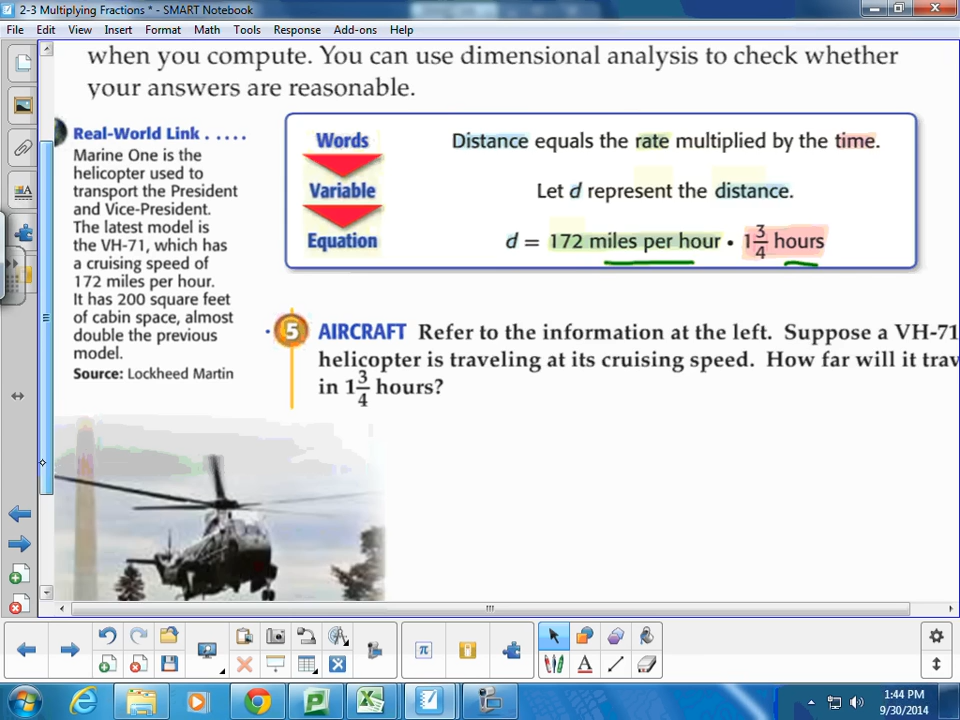 2-3 Multiplying Fractions * - SMART Notebook
File Edit View Insert Format Math Tools Response Add-ons Help
when you compute. You can use dimensional analysis to check whether
your answers are reasonable.
Real-World Link . . . . .
Marine One is the
helicopter used to
transport the President
and Vice-President.
The latest model is
the VH-71, which has
a cruising speed of
172 miles per hour.
It has 200 square feet
of cabin space, almost
double the previous
model.
Source: Lockheed Martin
Words Distance equals the rate multiplied by the time.
Variable Let d represent the distance.
Equation d = 172 miles per hour • 1 3/4 hours
5 AIRCRAFT Refer to the information at the left. Suppose a VH-71
helicopter is traveling at its cruising speed. How far will it trav
in 1 3/4 hours?
1:44 PM
9/30/2014